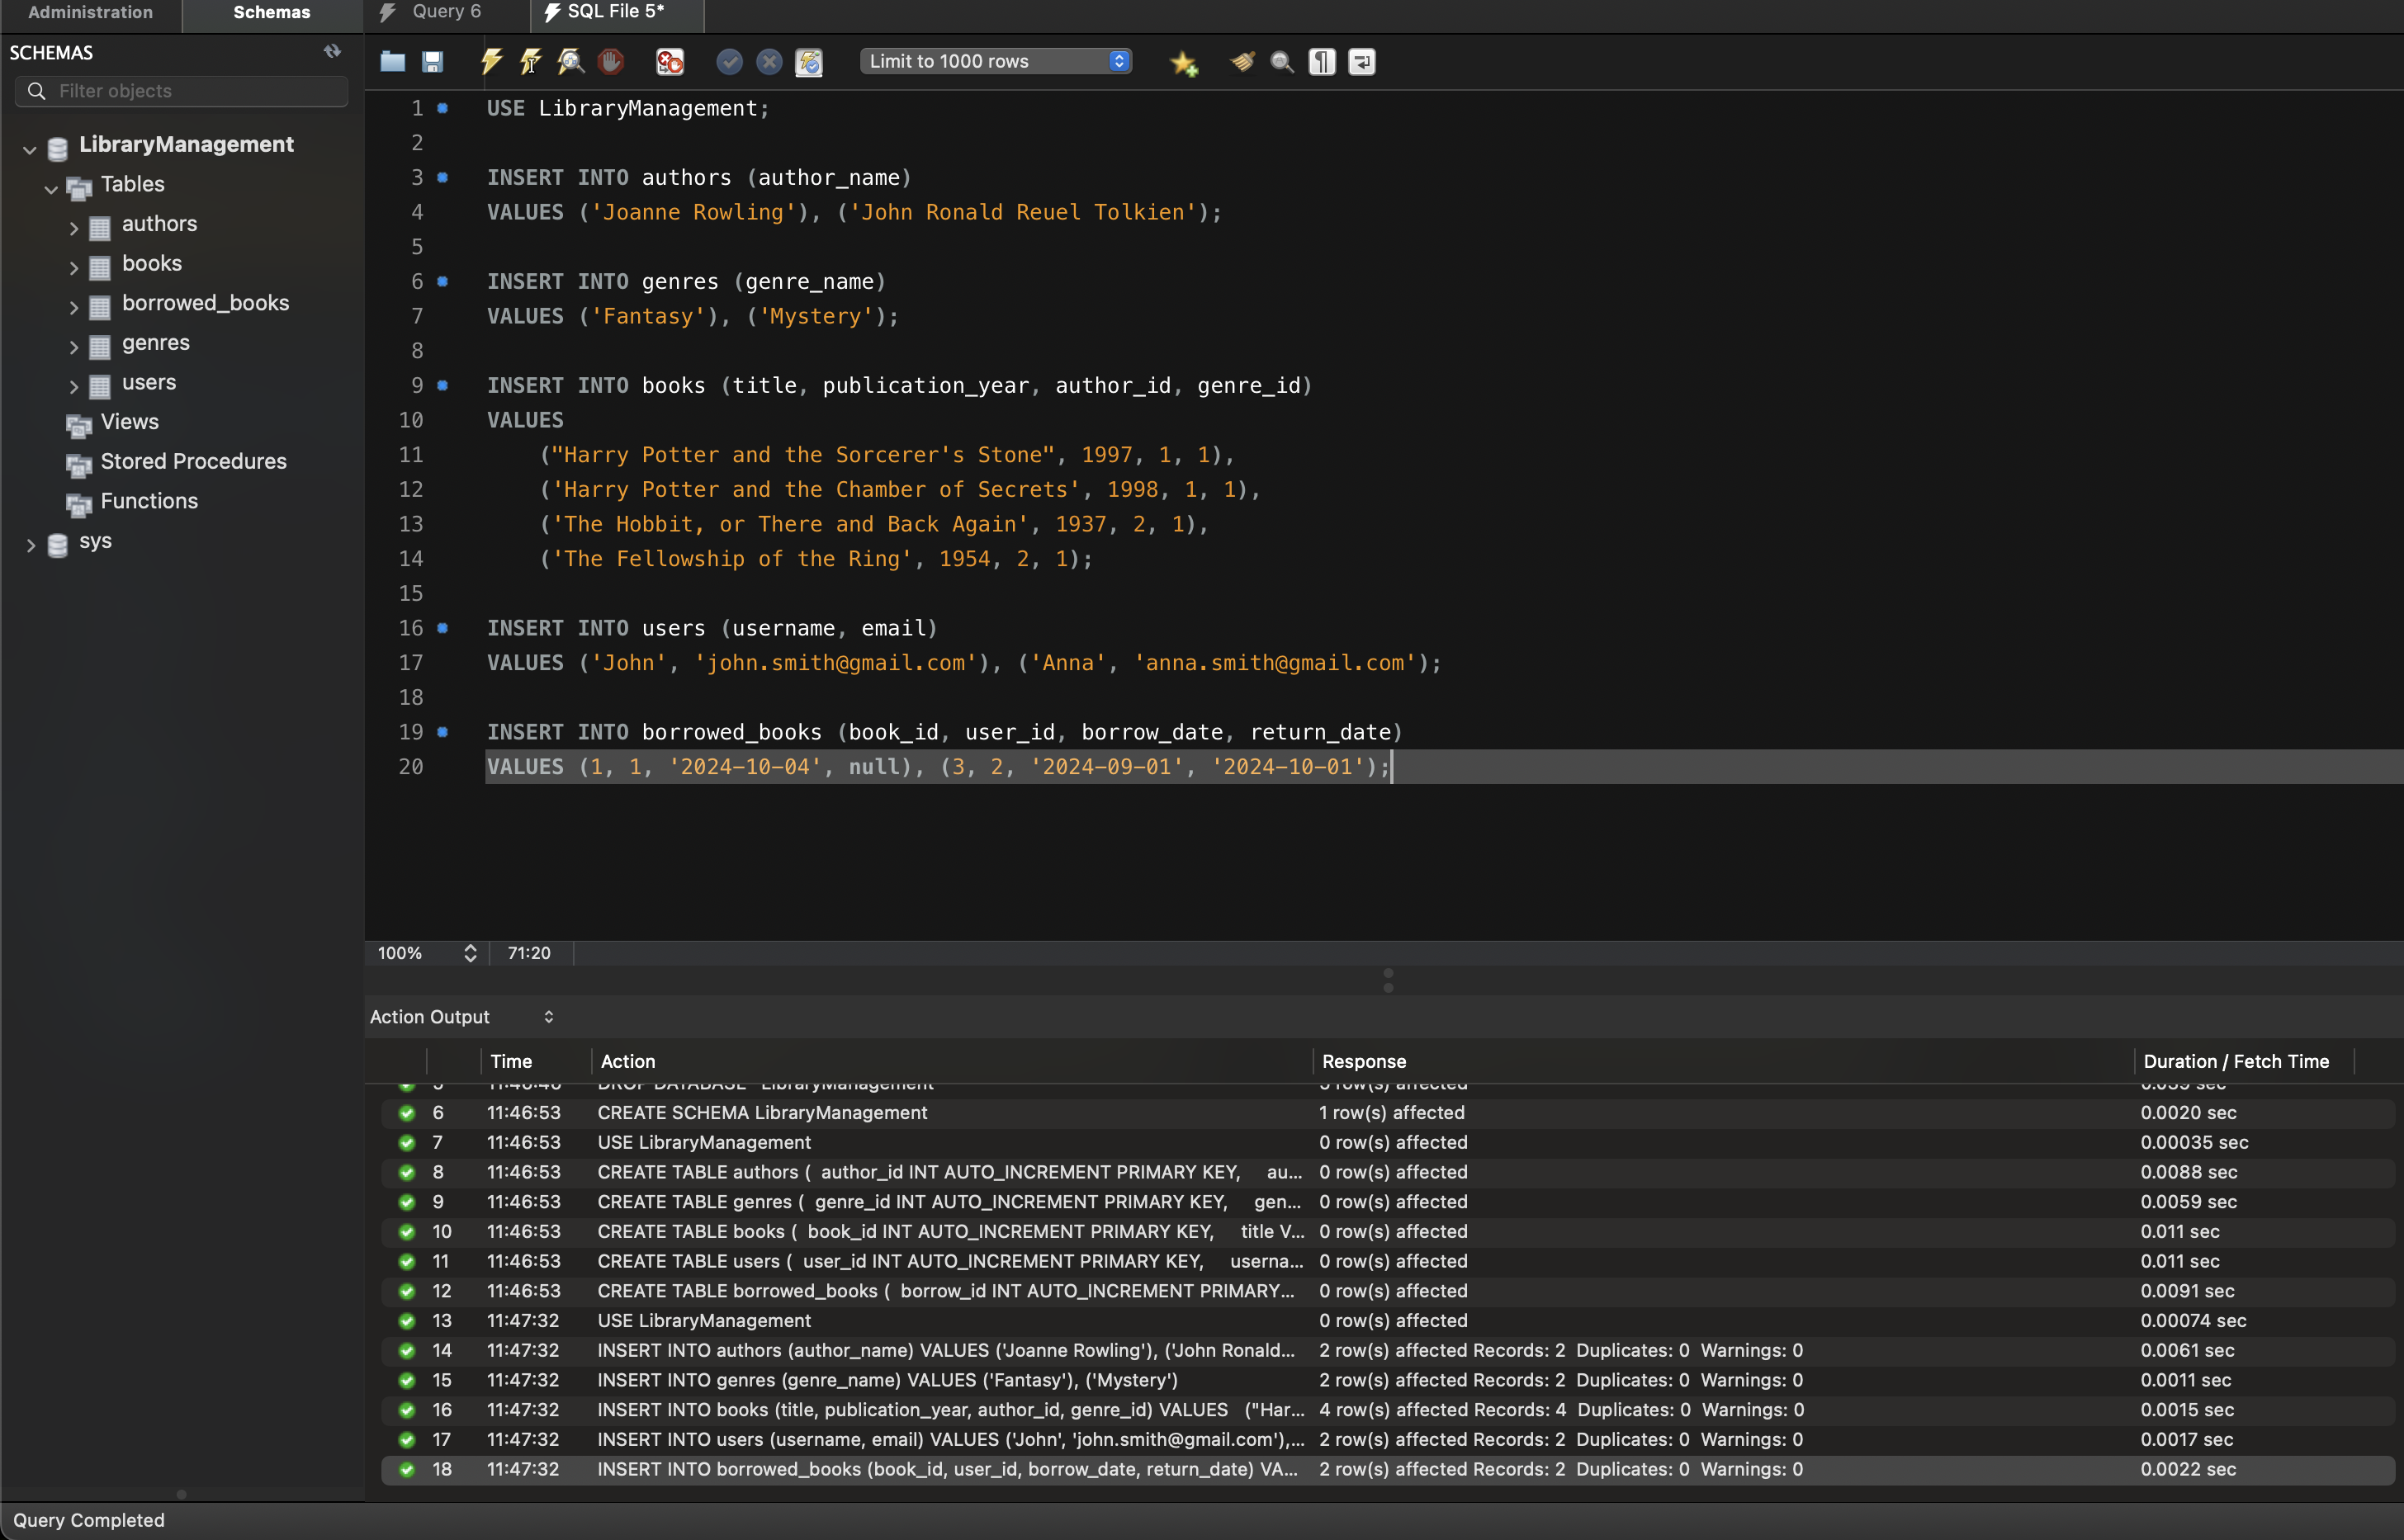 Administration
Schemas
Query 6
SQL File 5*
SCHEMAS
Filter objects
Limit to 1000 rows
LibraryManagement
Tables
authors
books
borrowed_books
genres
users
Views
Stored Procedures
Functions
sys
1 USE LibraryManagement;
2
3 INSERT INTO authors (author_name)
4 VALUES ('Joanne Rowling'), ('John Ronald Reuel Tolkien');
5
6 INSERT INTO genres (genre_name)
7 VALUES ('Fantasy'), ('Mystery');
8
9 INSERT INTO books (title, publication_year, author_id, genre_id)
10 VALUES
11 ("Harry Potter and the Sorcerer's Stone", 1997, 1, 1),
12 ('Harry Potter and the Chamber of Secrets', 1998, 1, 1),
13 ('The Hobbit, or There and Back Again', 1937, 2, 1),
14 ('The Fellowship of the Ring', 1954, 2, 1);
15
16 INSERT INTO users (username, email)
17 VALUES ('John', 'john.smith@gmail.com'), ('Anna', 'anna.smith@gmail.com');
18
19 INSERT INTO borrowed_books (book_id, user_id, borrow_date, return_date)
20 VALUES (1, 1, '2024-10-04', null), (3, 2, '2024-09-01', '2024-10-01');
100% 71:20
Action Output
Time Action Response Duration / Fetch Time
5 11:46:46 DROP DATABASE LibraryManagement 5 row(s) affected 0.039 sec
6 11:46:53 CREATE SCHEMA LibraryManagement 1 row(s) affected 0.0020 sec
7 11:46:53 USE LibraryManagement 0 row(s) affected 0.00035 sec
8 11:46:53 CREATE TABLE authors ( author_id INT AUTO_INCREMENT PRIMARY KEY, au... 0 row(s) affected 0.0088 sec
9 11:46:53 CREATE TABLE genres ( genre_id INT AUTO_INCREMENT PRIMARY KEY, gen... 0 row(s) affected 0.0059 sec
10 11:46:53 CREATE TABLE books ( book_id INT AUTO_INCREMENT PRIMARY KEY, title V... 0 row(s) affected 0.011 sec
11 11:46:53 CREATE TABLE users ( user_id INT AUTO_INCREMENT PRIMARY KEY, userna... 0 row(s) affected 0.011 sec
12 11:46:53 CREATE TABLE borrowed_books ( borrow_id INT AUTO_INCREMENT PRIMARY... 0 row(s) affected 0.0091 sec
13 11:47:32 USE LibraryManagement 0 row(s) affected 0.00074 sec
14 11:47:32 INSERT INTO authors (author_name) VALUES ('Joanne Rowling'), ('John Ronald... 2 row(s) affected Records: 2 Duplicates: 0 Warnings: 0 0.0061 sec
15 11:47:32 INSERT INTO genres (genre_name) VALUES ('Fantasy'), ('Mystery') 2 row(s) affected Records: 2 Duplicates: 0 Warnings: 0 0.0011 sec
16 11:47:32 INSERT INTO books (title, publication_year, author_id, genre_id) VALUES ("Har... 4 row(s) affected Records: 4 Duplicates: 0 Warnings: 0 0.0015 sec
17 11:47:32 INSERT INTO users (username, email) VALUES ('John', 'john.smith@gmail.com'),... 2 row(s) affected Records: 2 Duplicates: 0 Warnings: 0 0.0017 sec
18 11:47:32 INSERT INTO borrowed_books (book_id, user_id, borrow_date, return_date) VA... 2 row(s) affected Records: 2 Duplicates: 0 Warnings: 0 0.0022 sec
Query Completed